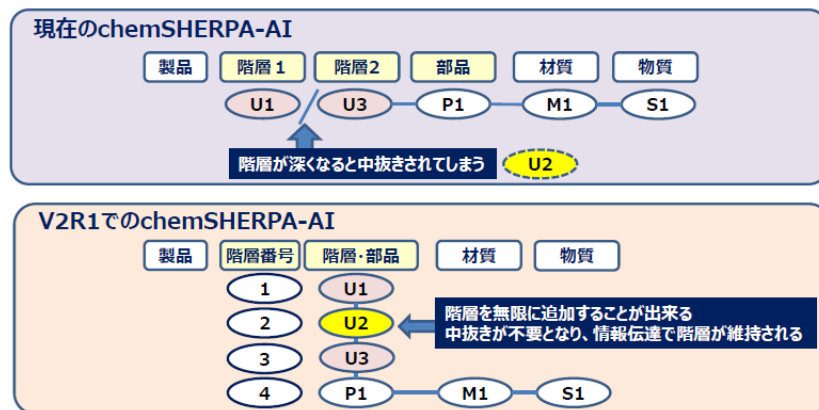 現在のchemSHERPA-AI
製品 階層1 階層2 部品 材質 物質
U1 U3 P1 M1 S1
階層が深くなると中抜きされてしまう U2
V2R1でのchemSHERPA-AI
製品 階層番号 階層・部品 材質 物質
1 U1
階層を無限に追加することが出来る
2 U2
中抜きが不要となり、情報伝達で階層が維持される
3 U3
4 P1 M1 S1